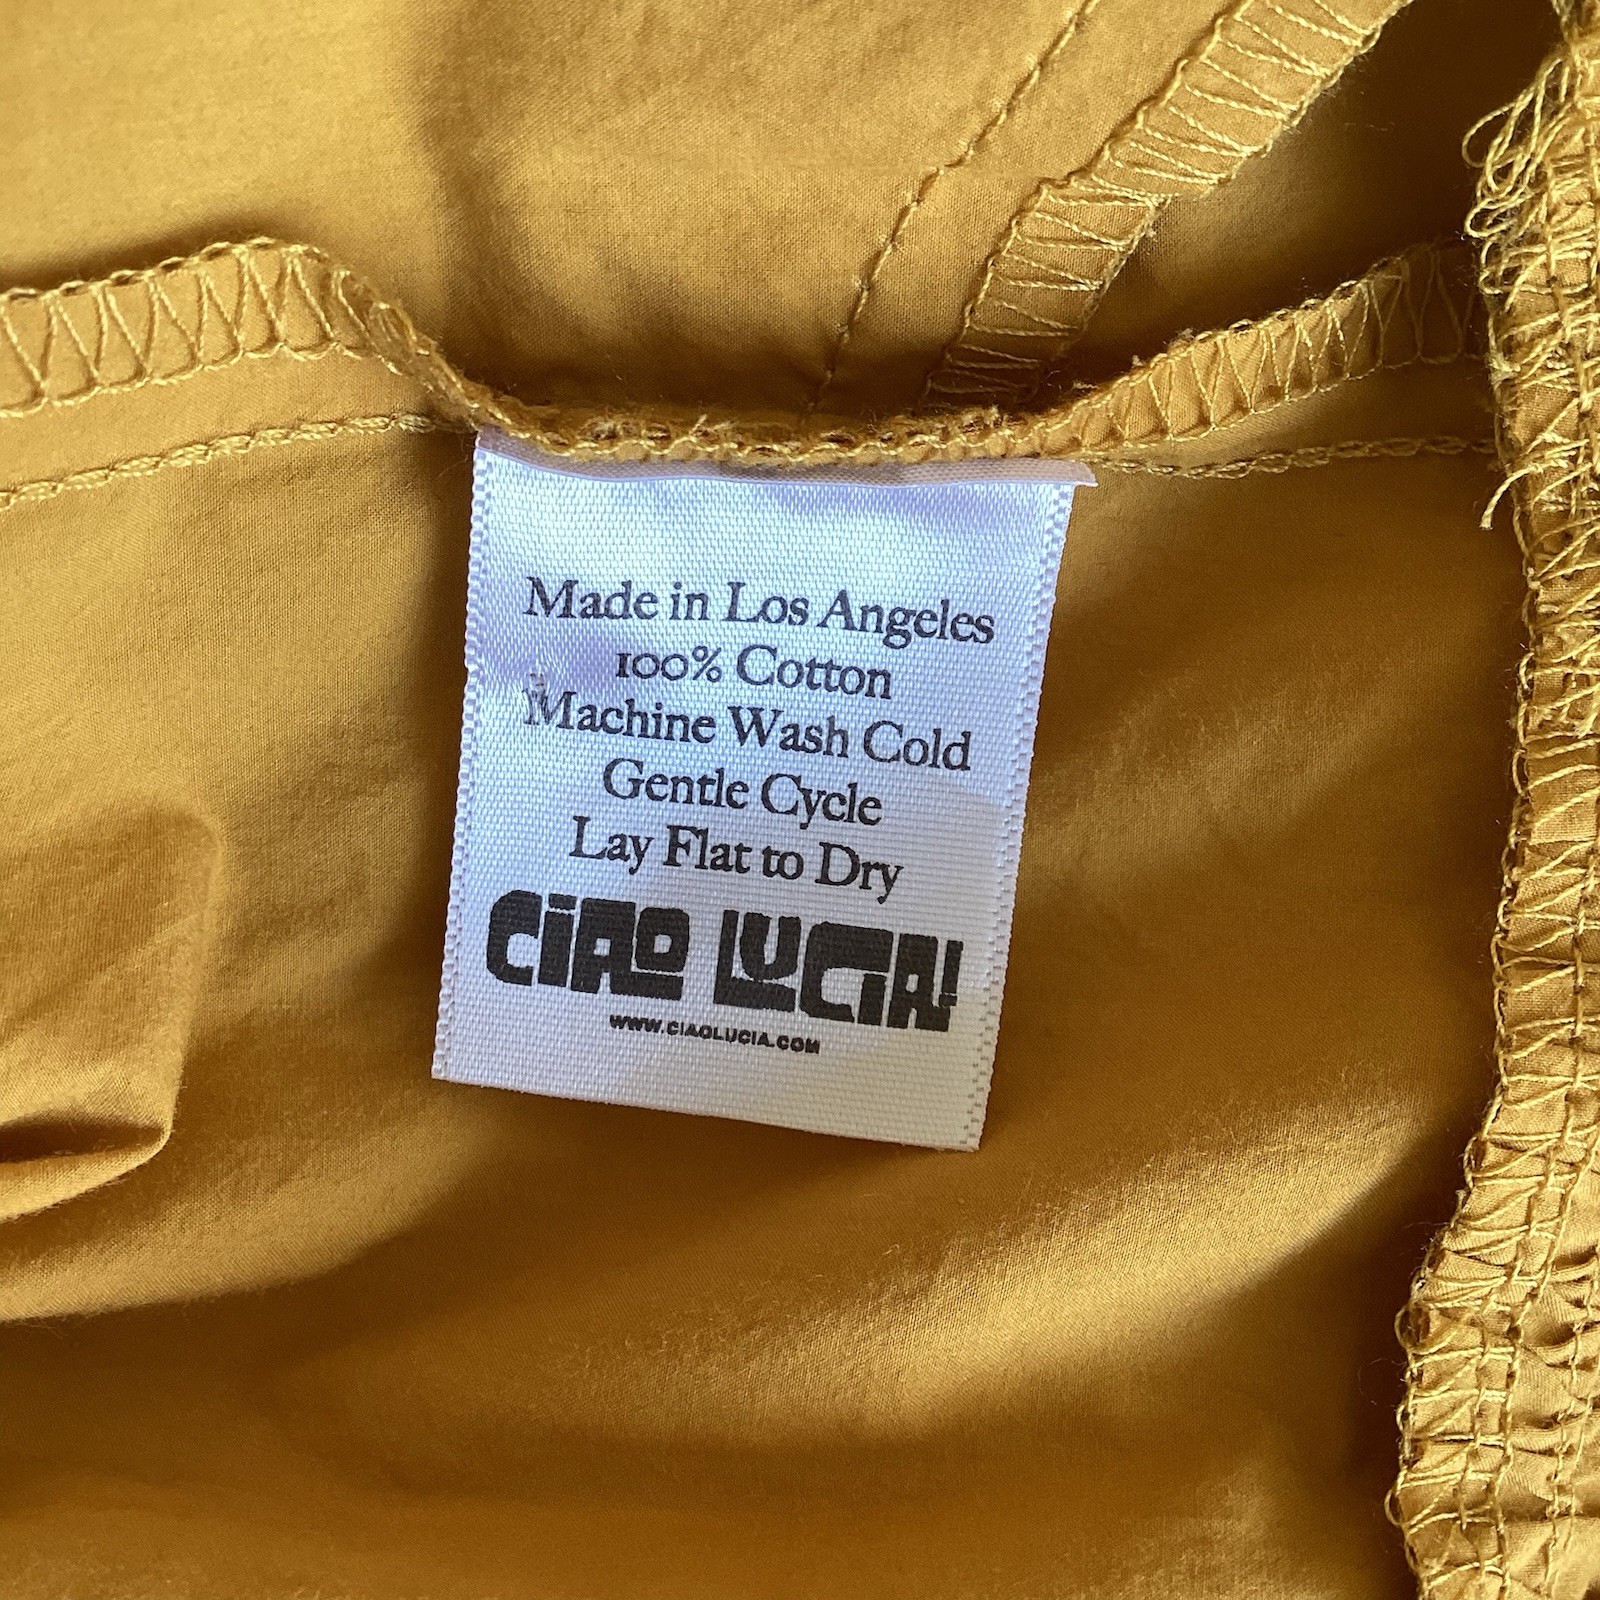 Made in Los Angeles
100% Cotton
Machine Wash Cold
Gentle Cycle
Lay Flat to Dry
CIAO LUCIA!
WWW.CIAOLUCIA.COM